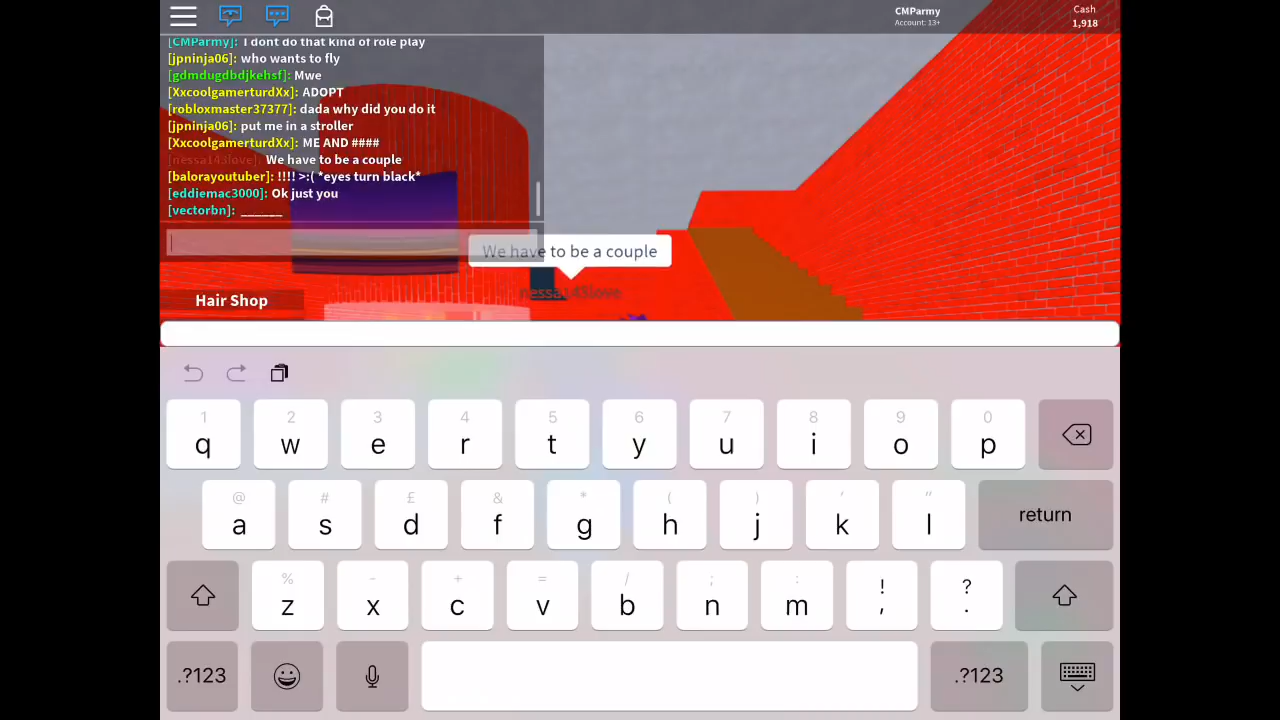 CMParmy
Account: 13+
Cash
1,918
[CMParmy]: I dont do that kind of role play
[jpninja06]: who wants to fly
[gdmdugdbdjkehsf]: Mwe
[XxcoolgamerturdXx]: ADOPT
[robloxmaster37377]: dada why did you do it
[jpninja06]: put me in a stroller
[XxcoolgamerturdXx]: ME AND ####
[nessa143love]: We have to be a couple
[balorayoutuber]: !!!! >:( *eyes turn black*
[eddiemac3000]: Ok just you
[vectorbn]: ______
We have to be a couple
nessa143love
Hair Shop
1 2 3 4 5 6 7 8 9 0
q w e r t y u i o p
@ # £ & * ( ) ' "
a s d f g h j k l return
% - + = / ; : ! ?
z x c v b n m , .
.?123 .?123